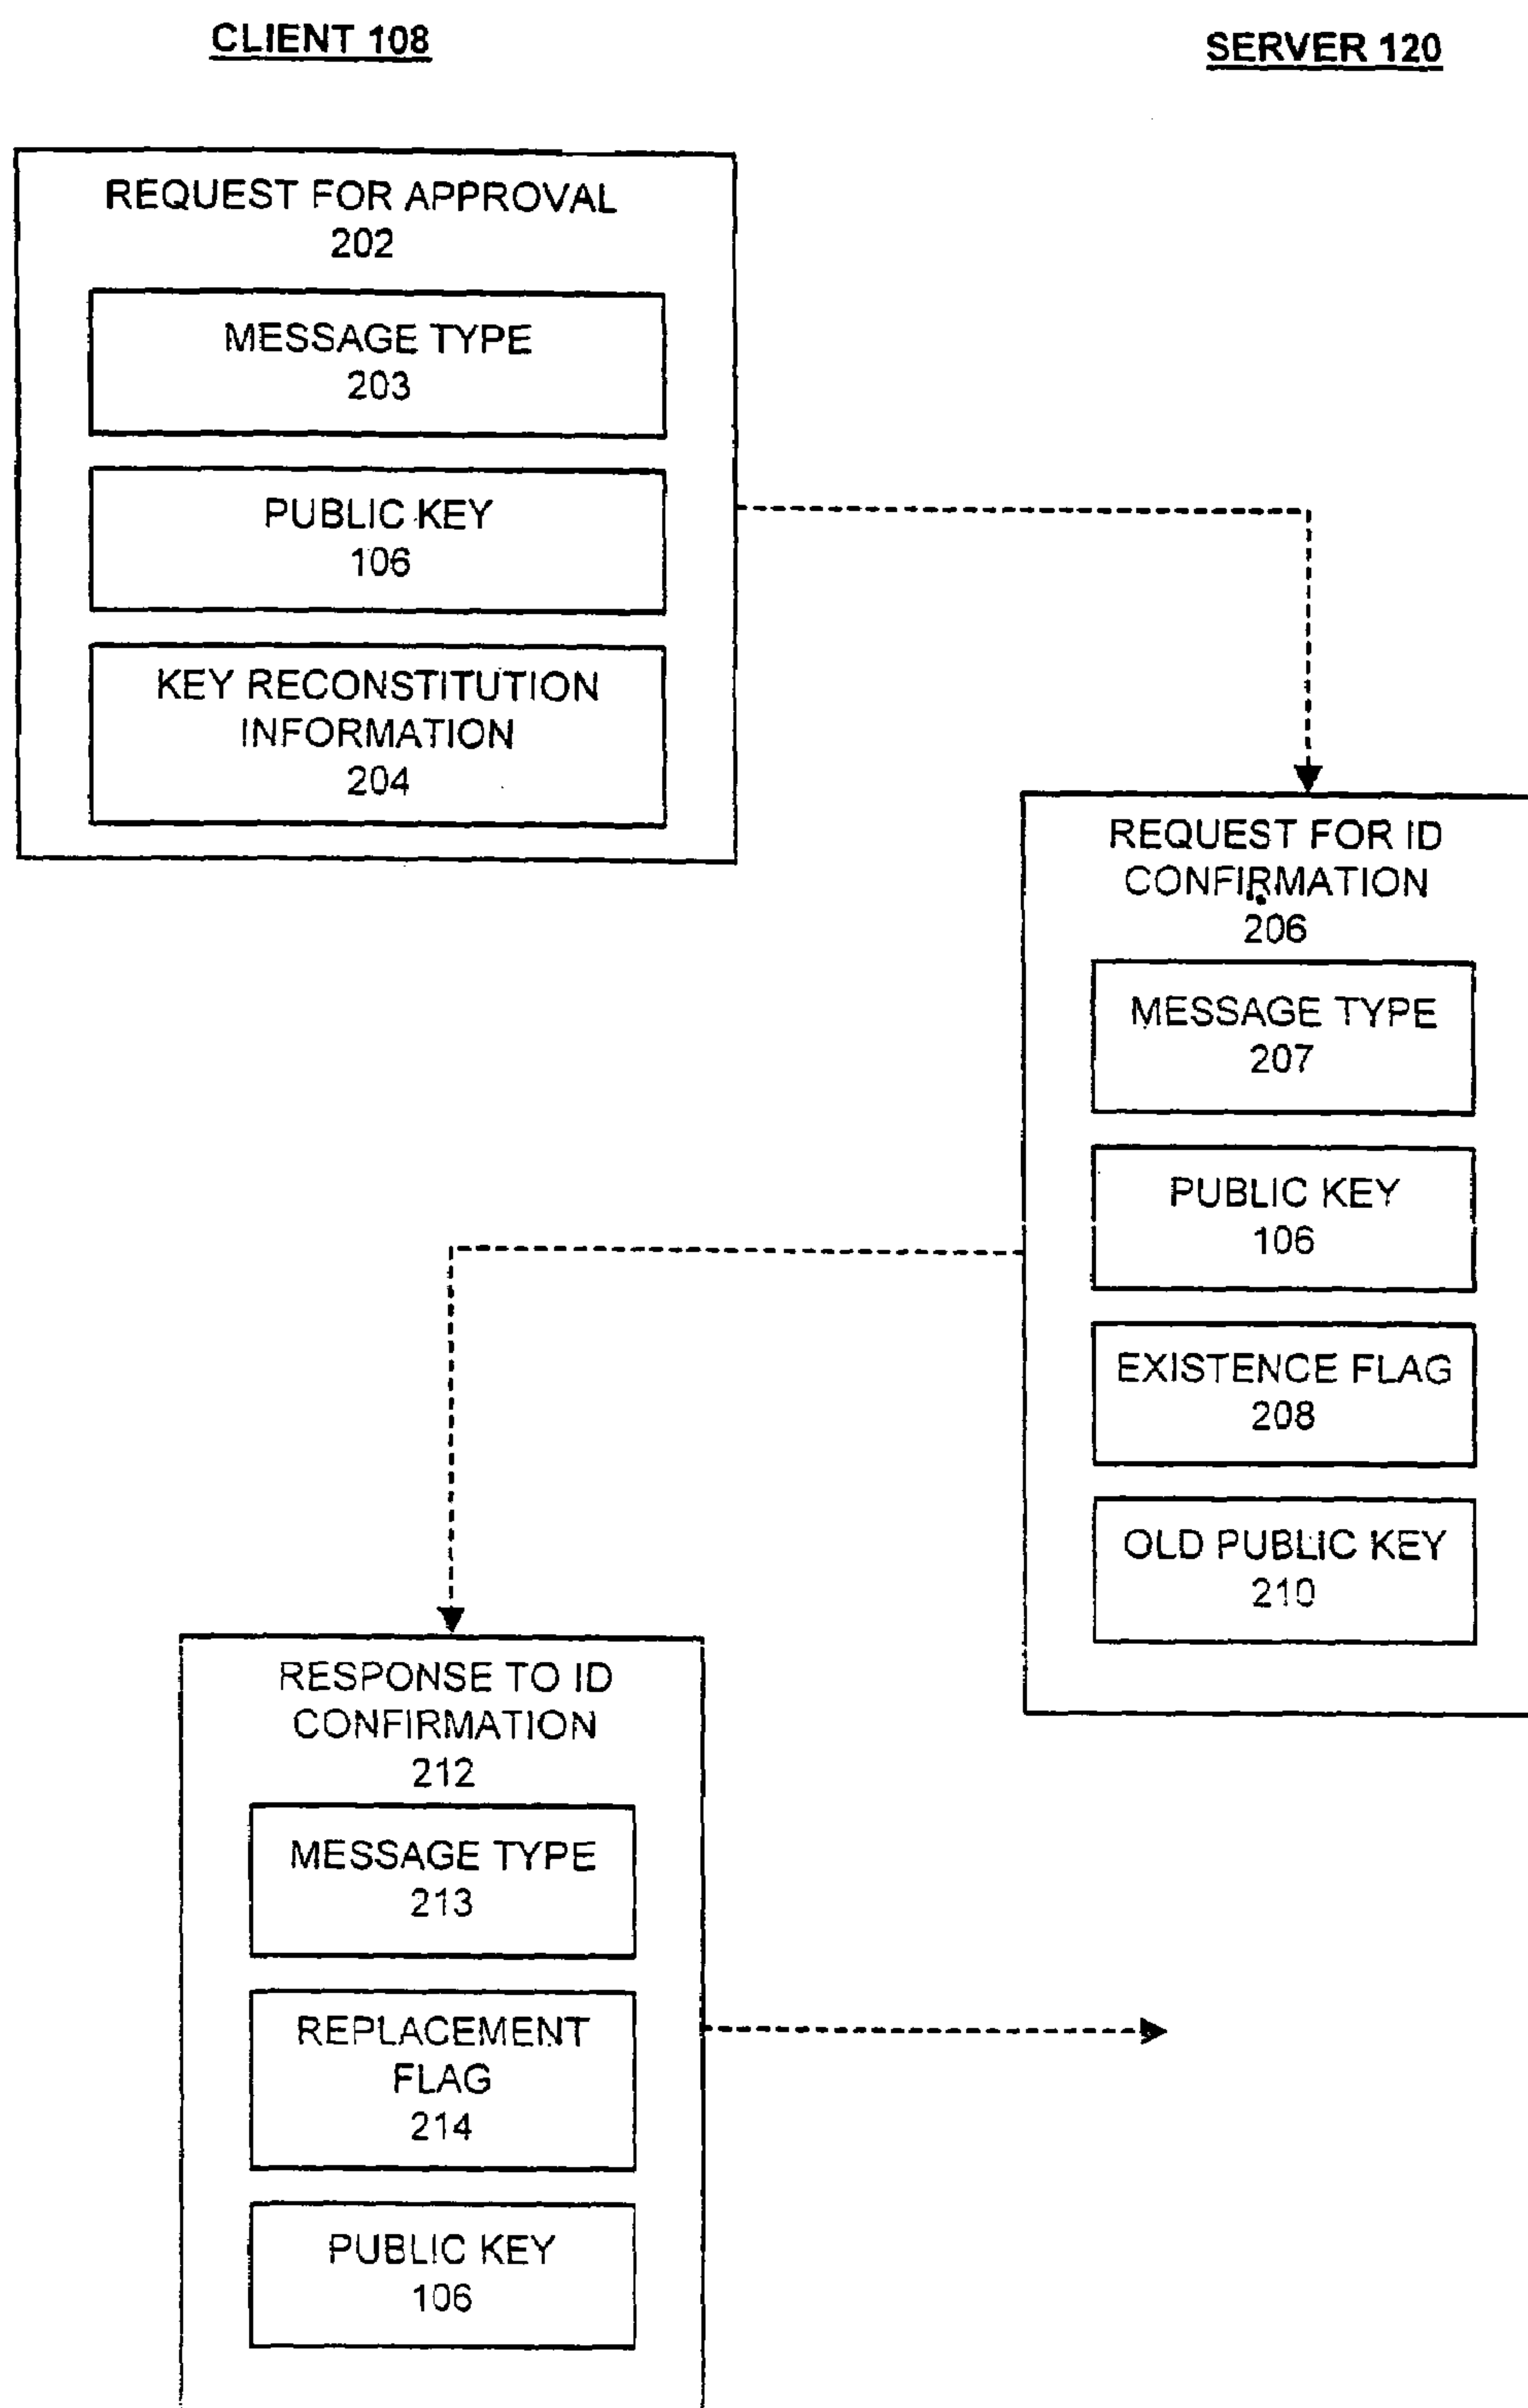 CLIENT 108
SERVER 120
REQUEST FOR APPROVAL
202
MESSAGE TYPE
203
PUBLIC KEY
106
KEY RECONSTITUTION
INFORMATION
204
REQUEST FOR ID
CONFIRMATION
206
MESSAGE TYPE
207
PUBLIC KEY
106
EXISTENCE FLAG
208
OLD PUBLIC KEY
210
RESPONSE TO ID
CONFIRMATION
212
MESSAGE TYPE
213
REPLACEMENT
FLAG
214
PUBLIC KEY
106